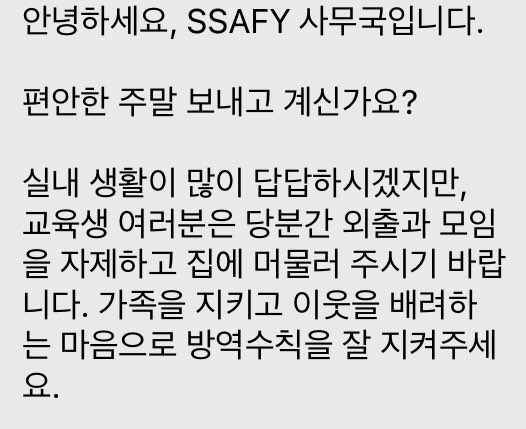 안녕하세요, SSAFY 사무국입니다.
편안한 주말 보내고 계신가요?
실내 생활이 많이 답답하시겠지만,
교육생 여러분은 당분간 외출과 모임
을 자제하고 집에 머물러 주시기 바랍
니다. 가족을 지키고 이웃을 배려하
는 마음으로 방역수칙을 잘 지켜주세
요.